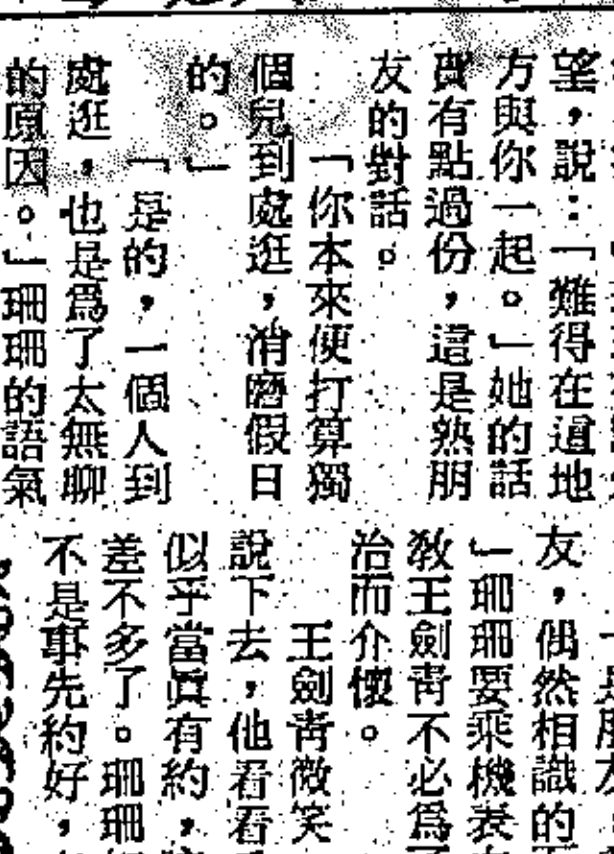 望，說：「難得在這地
方與你一起。」她的話
實有點過份，這是熟朋
友的對話。
「你本來便打算獨
個兒到處逛，消磨假日
的。」
「是的，一個人到
處逛，也是爲了太無聊
的原因。」珊珊的語氣
友，偶然相識的
」珊珊要乘機表
敎王劍靑不必爲
治而介懷。
王劍靑微笑
說下去，他看看
似乎當眞有約，
差不多了。珊珊
不是事先約好，